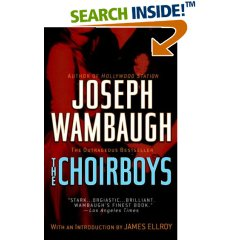 SEARCH INSIDE!™
AUTHOR OF HOLLYWOOD STATION
JOSEPH
WAMBAUGH
THE OUTRAGEOUS BESTSELLER
THE
CHOIRBOYS
"STARK...ORGIASTIC...BRILLIANT
WAMBAUGH'S FINEST BOOK."
—Los Angeles Times
WITH AN INTRODUCTION BY JAMES ELLROY